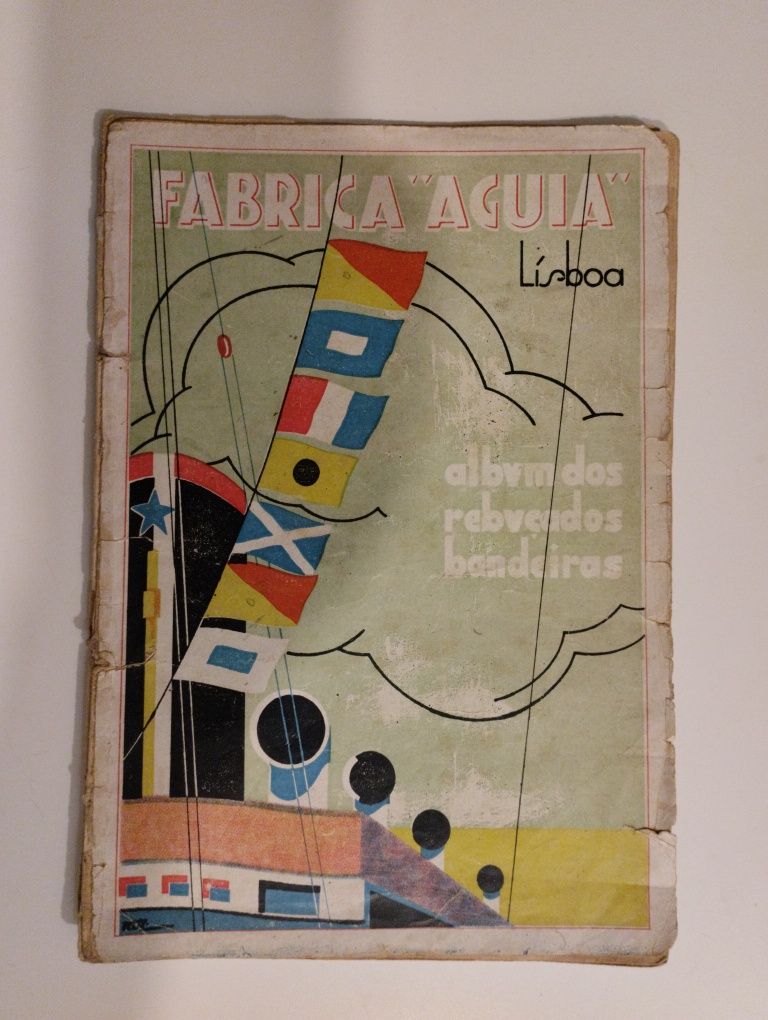 FABRICA "AGUIA"
Lisboa
albvm dos
rebvçados
bandeiras